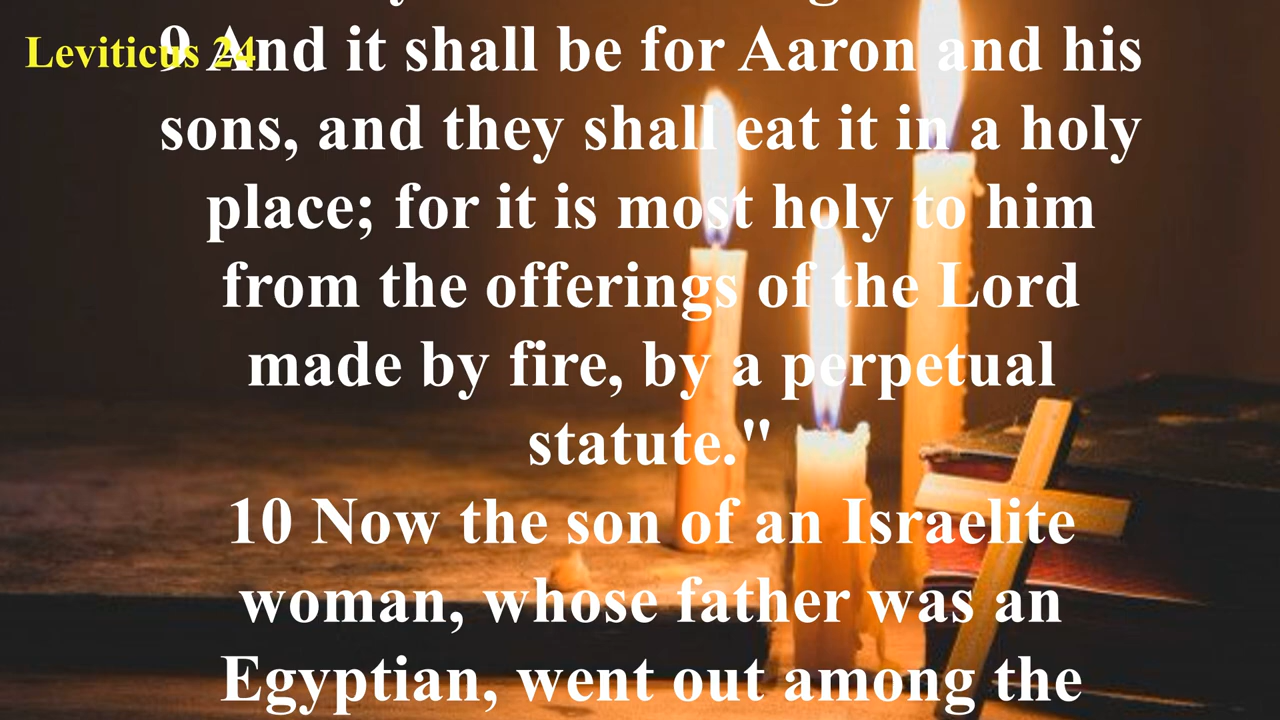 Leviticus 24
9 And it shall be for Aaron and his
sons, and they shall eat it in a holy
place; for it is most holy to him
from the offerings of the Lord
made by fire, by a perpetual
statute."
10 Now the son of an Israelite
woman, whose father was an
Egyptian, went out among the